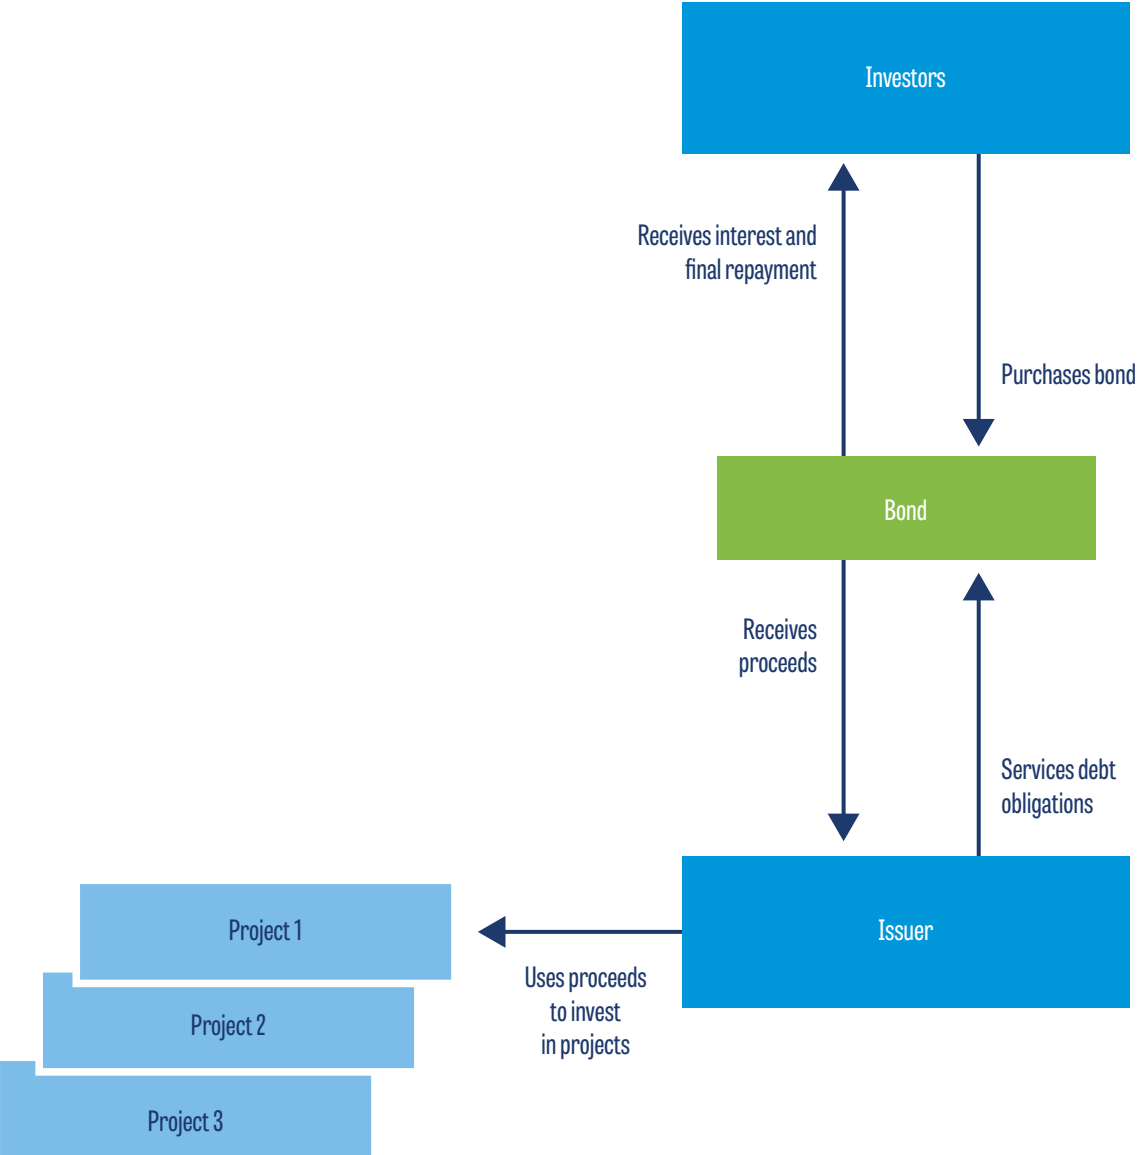 Investors
Receives interest and
final repayment
Purchases bond
Bond
Receives
proceeds
Services debt
obligations
Project 1
Issuer
Uses proceeds
to invest
in projects
Project 2
Project 3